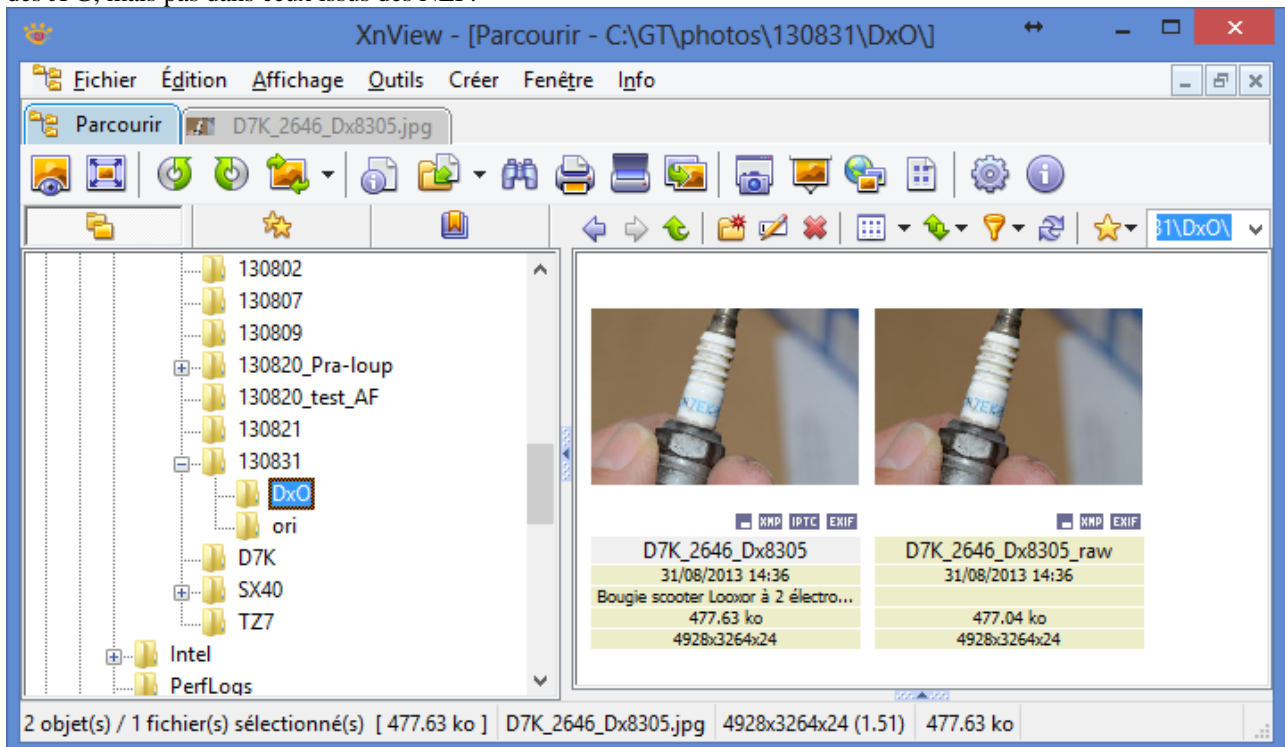 XnView - [Parcourir - C:\GT\photos\130831\DxO\]
Fichier Édition Affichage Outils Créer Fenêtre Info
Parcourir D7K_2646_Dx8305.jpg
31\DxO\
130802
130807
130809
130820_Pra-loup
130820_test_AF
130821
130831
DxO
ori
D7K
SX40
TZ7
Intel
PerfLogs
XMP IPTC EXIF
D7K_2646_Dx8305
31/08/2013 14:36
Bougie scooter Looxor à 2 électro...
477.63 ko
4928x3264x24
XMP EXIF
D7K_2646_Dx8305_raw
31/08/2013 14:36
477.04 ko
4928x3264x24
2 objet(s) / 1 fichier(s) sélectionné(s) [ 477.63 ko ] D7K_2646_Dx8305.jpg 4928x3264x24 (1.51) 477.63 ko